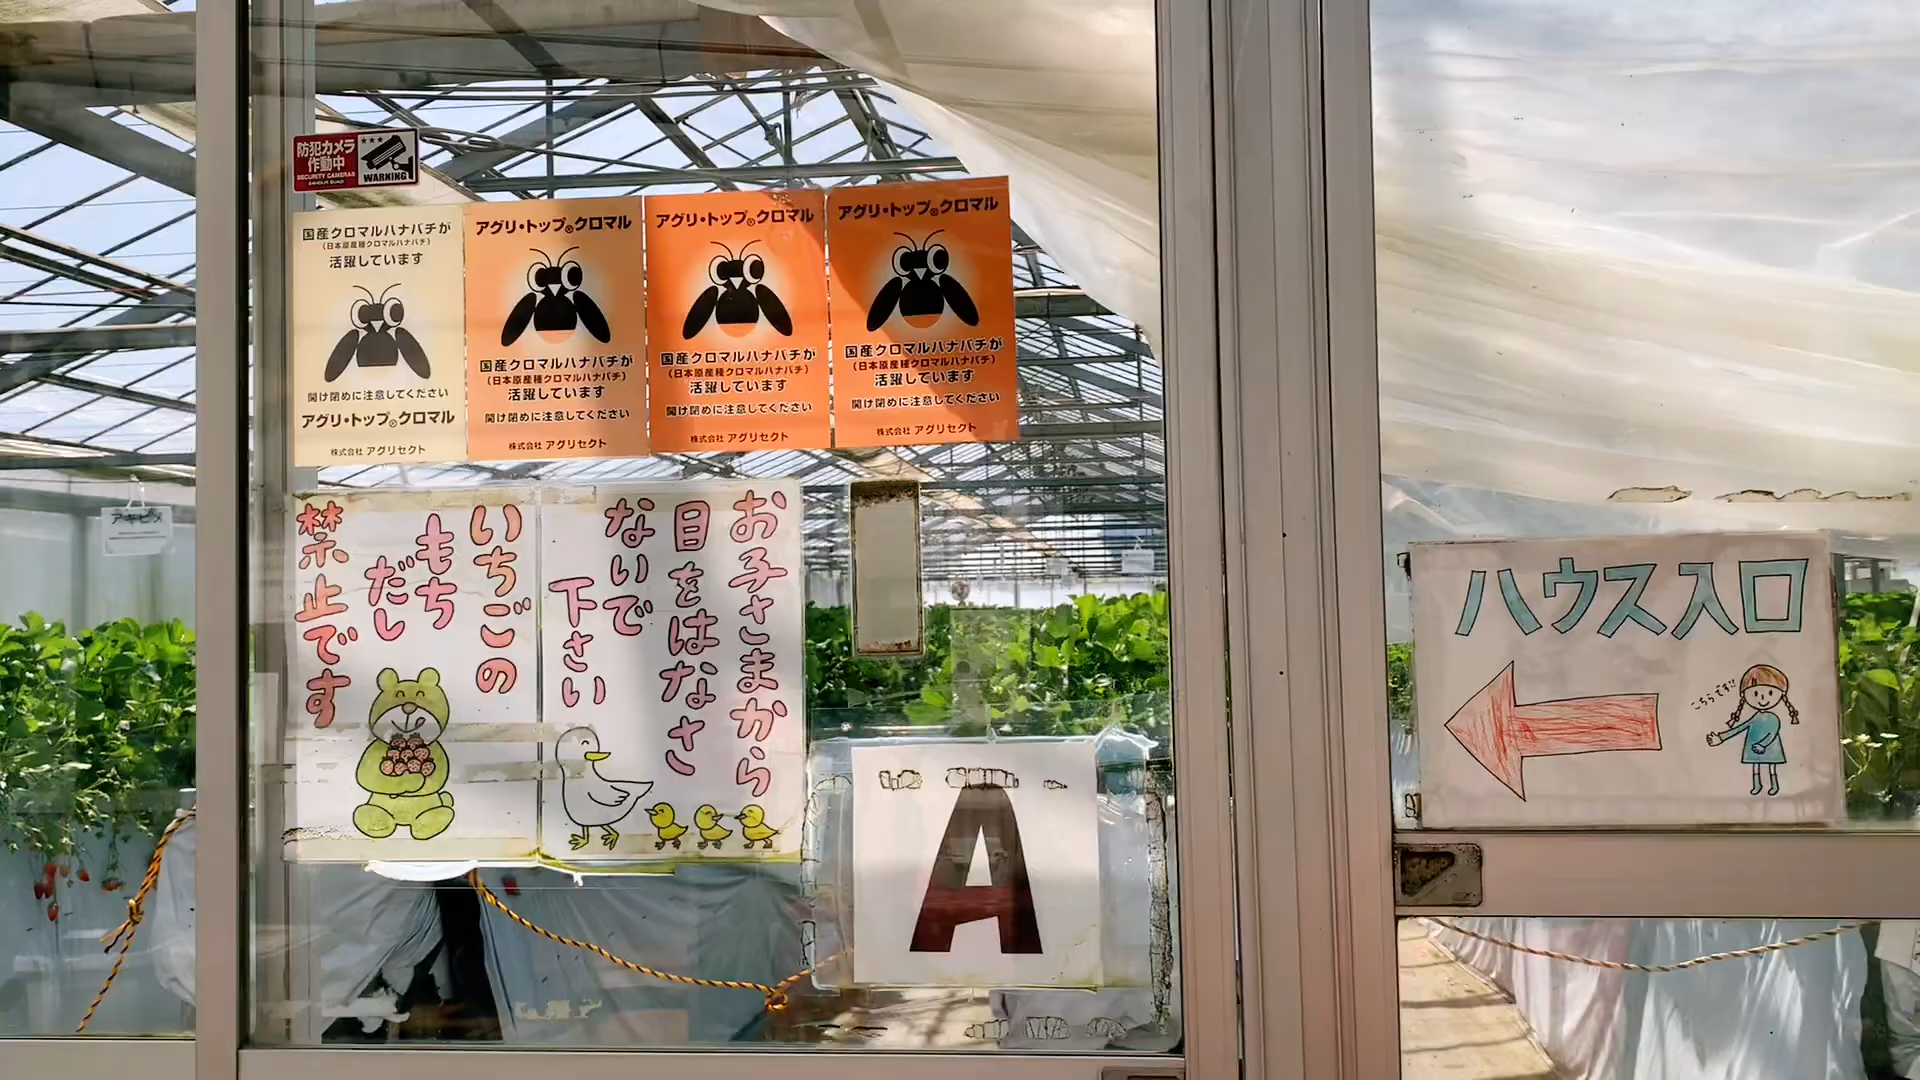 防犯カメラ
作動中
SECURITY CAMERAS
24HOUR GUARD
WARNING
国産クロマルハナバチが
(日本原産種クロマルハナバチ)
活躍しています
開け閉めに注意してください
アグリ・トップ®クロマル
株式会社 アグリセクト
アグリ・トップ®クロマル
国産クロマルハナバチが
(日本原産種クロマルハナバチ)
活躍しています
開け閉めに注意してください
株式会社 アグリセクト
アグリ・トップ®クロマル
国産クロマルハナバチが
(日本原産種クロマルハナバチ)
活躍しています
開け閉めに注意してください
株式会社 アグリセクト
アグリ・トップ®クロマル
国産クロマルハナバチが
(日本原産種クロマルハナバチ)
活躍しています
開け閉めに注意してください
株式会社 アグリセクト
お子さまから
目をはなさ
ないで
下さい
いちごの
もち
だし
禁止です
A
ハウス入口
こちらです!!